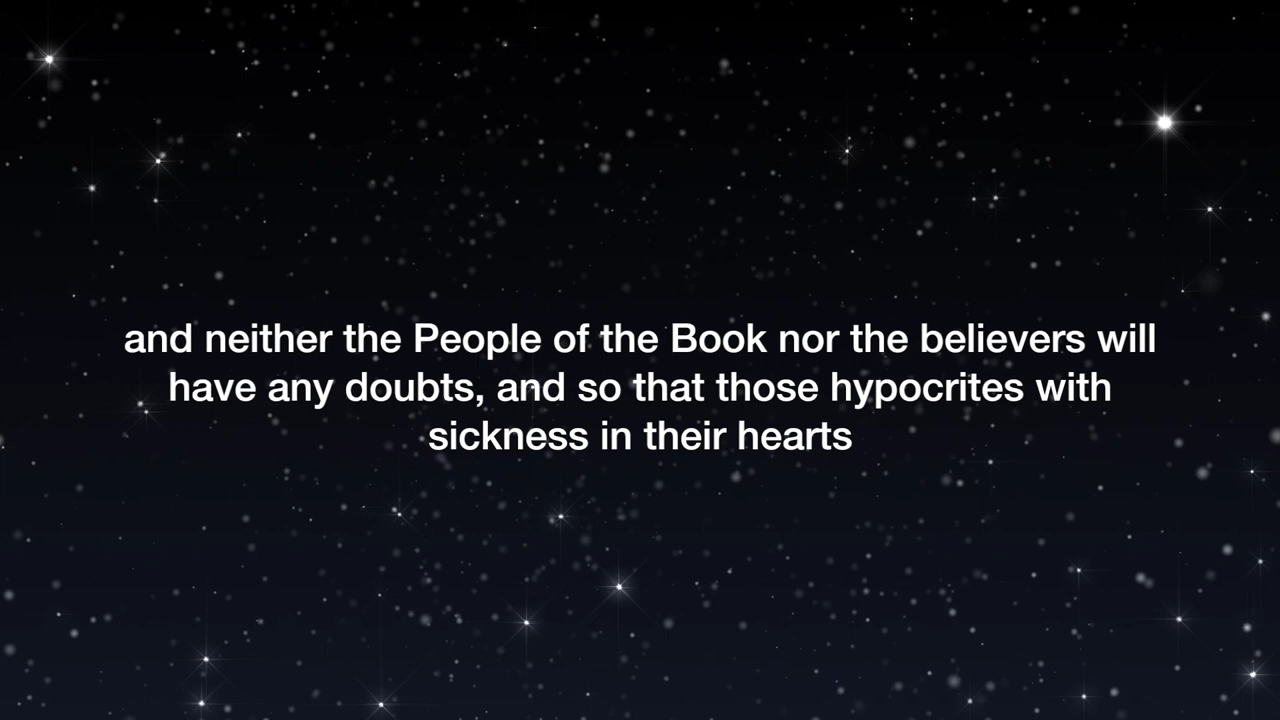 and neither the People of the Book nor the believers will
have any doubts, and so that those hypocrites with
sickness in their hearts